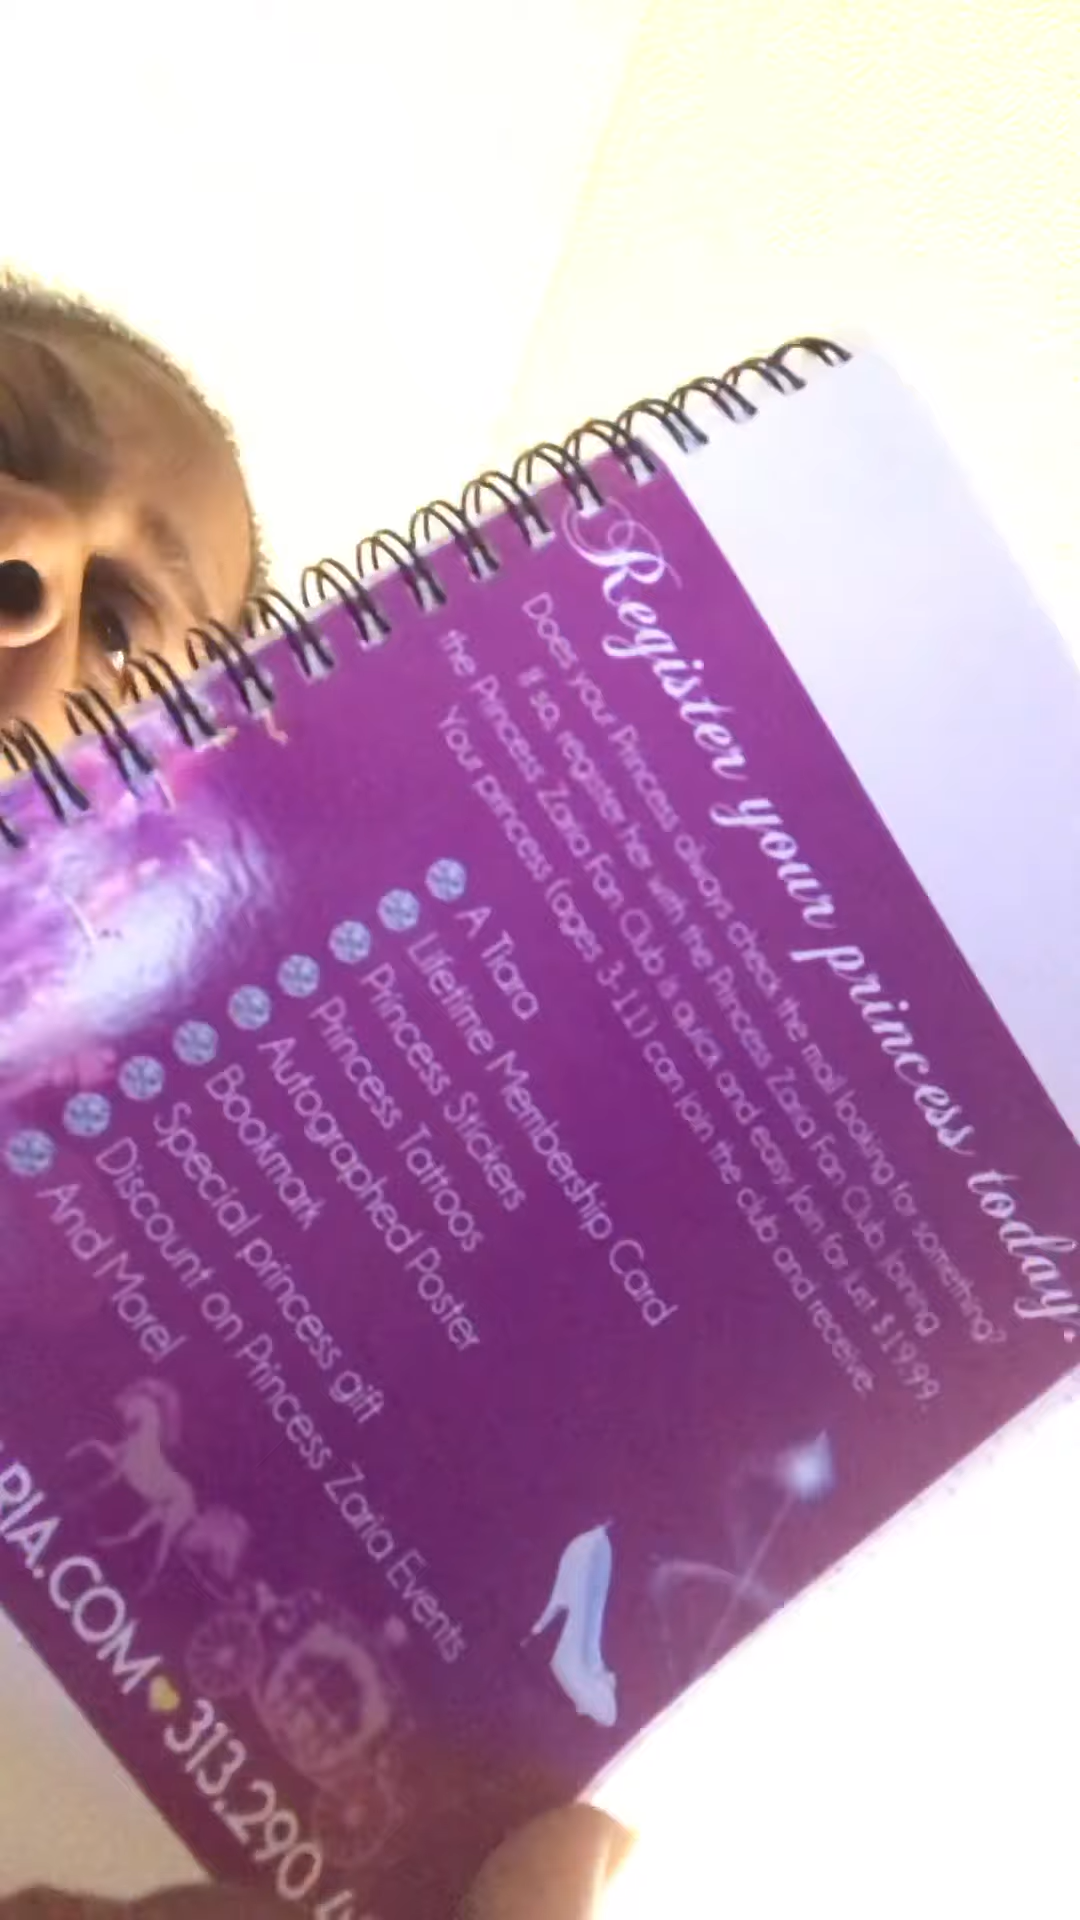 Register your princess today.
Does your Princess always check the mail looking for something?
If so, register her with the Princess Zaria Fan Club. Joining
the Princess Zaria Fan Club is quick and easy. Join for just $19.99.
Your princess (ages 3-11) can join the club and receive
A Tiara
Lifetime Membership Card
Princess Stickers
Princess Tattoos
Autographed Poster
Bookmark
Special princess gift
Discount on Princess Zaria Events
And More!
RIA.COM 313.290